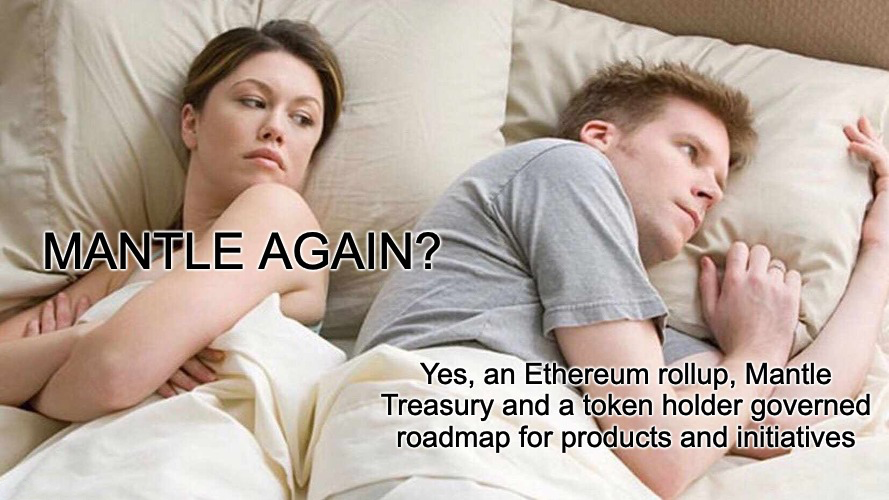 MANTLE AGAIN?
Yes, an Ethereum rollup, Mantle
Treasury and a token holder governed
roadmap for products and initiatives